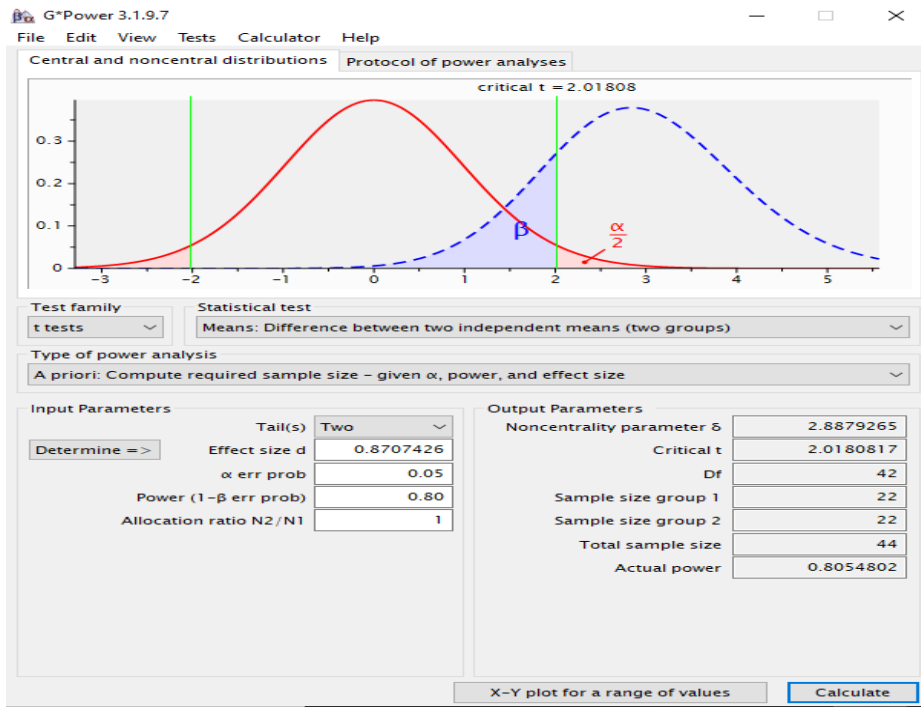 G*Power 3.1.9.7
File Edit View Tests Calculator Help
Central and noncentral distributions Protocol of power analyses
critical t = 2.01808
0.3
0.2
0.1
0
β
α
2
-3 -2 -1 0 1 2 3 4 5
Test family Statistical test
t tests Means: Difference between two independent means (two groups)
Type of power analysis
A priori: Compute required sample size – given α, power, and effect size
Input Parameters Output Parameters
Tail(s) Two Noncentrality parameter δ 2.8879265
Determine => Effect size d 0.8707426 Critical t 2.0180817
α err prob 0.05 Df 42
Power (1-β err prob) 0.80 Sample size group 1 22
Allocation ratio N2/N1 1 Sample size group 2 22
Total sample size 44
Actual power 0.8054802
X-Y plot for a range of values Calculate